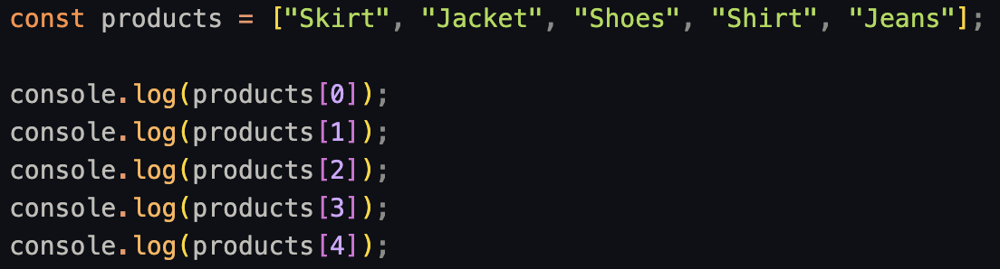 const products = ["Skirt", "Jacket", "Shoes", "Shirt", "Jeans"];

console.log(products[0]);
console.log(products[1]);
console.log(products[2]);
console.log(products[3]);
console.log(products[4]);